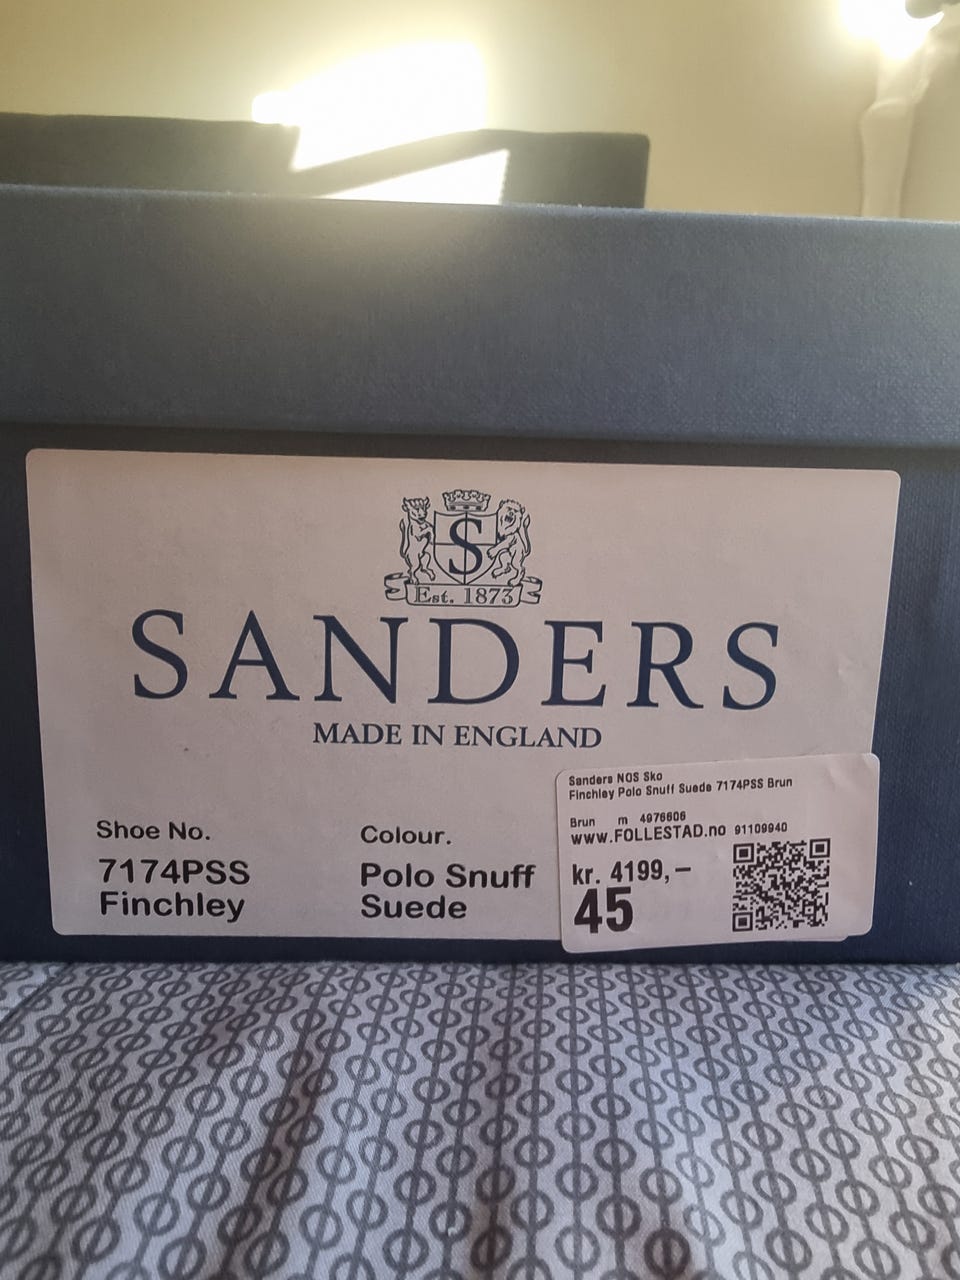 S
Est. 1873
SANDERS
MADE IN ENGLAND
Shoe No.
7174PSS
Finchley
Colour.
Polo Snuff
Suede
Sanders NOS Sko
Finchley Polo Snuff Suede 7174PSS Brun
Brun m 4976606
www.FOLLESTAD.no 91109940
kr. 4199,–
45